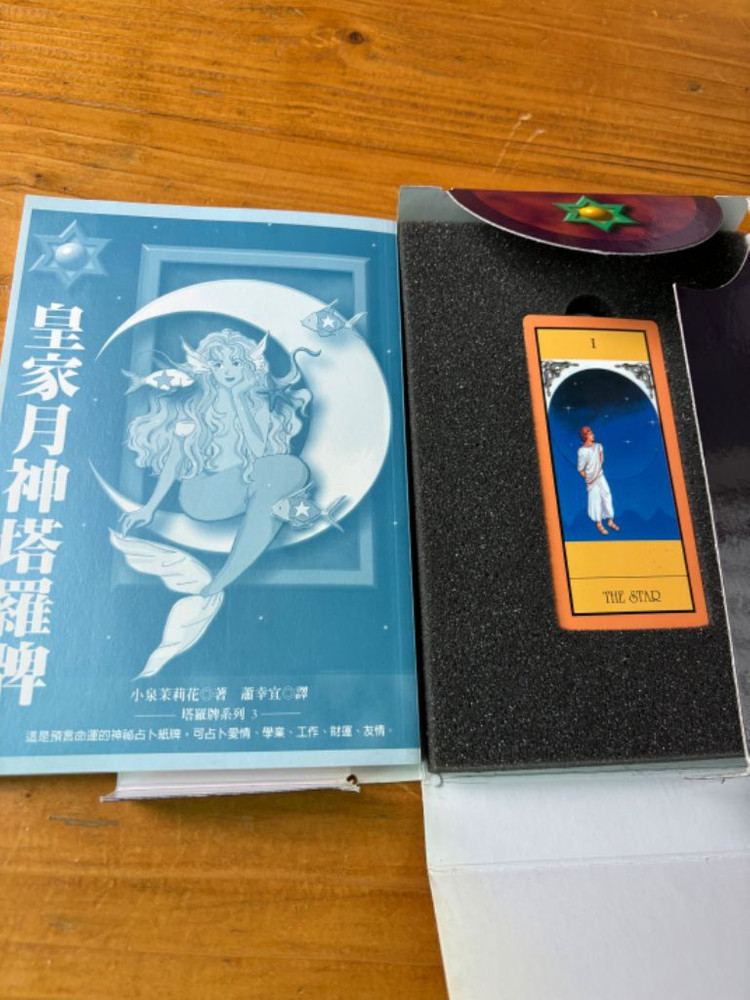 皇家月神塔羅牌
小泉茉莉花◎著 蕭幸宜◎譯
塔羅牌系列 3
這是預言命運的神祕占卜紙牌，可占卜愛情、學業、工作、財運、友情。
I
THE STAR